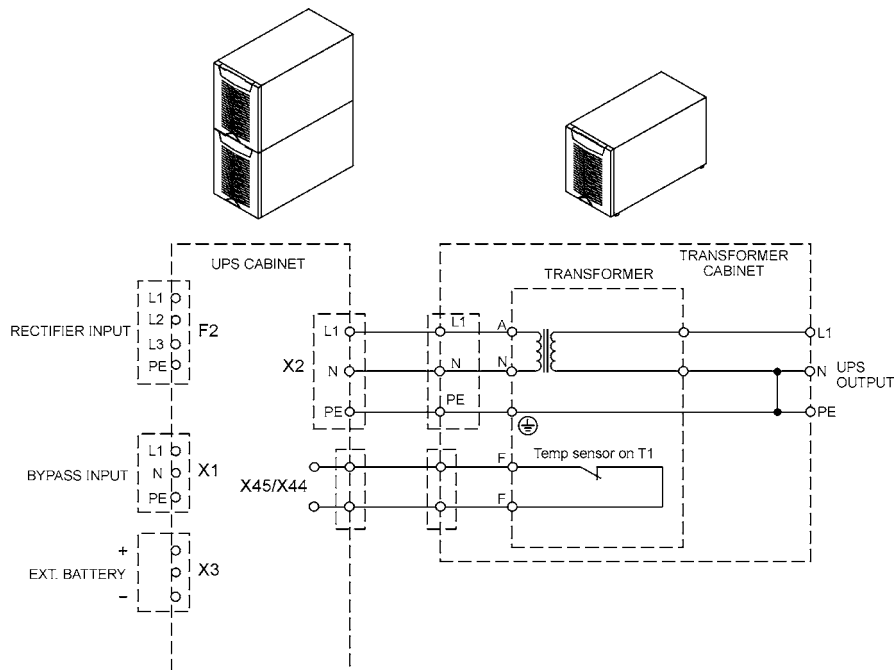 UPS CABINET
TRANSFORMER
CABINET
TRANSFORMER
RECTIFIER INPUT
L1
L2
L3
PE
F2
X2
L1
N
PE
L1
N
PE
A
N
L1
N
PE
UPS
OUTPUT
BYPASS INPUT
L1
N
PE
X1
X45/X44
F
F
Temp sensor on T1
EXT. BATTERY
+
−
X3